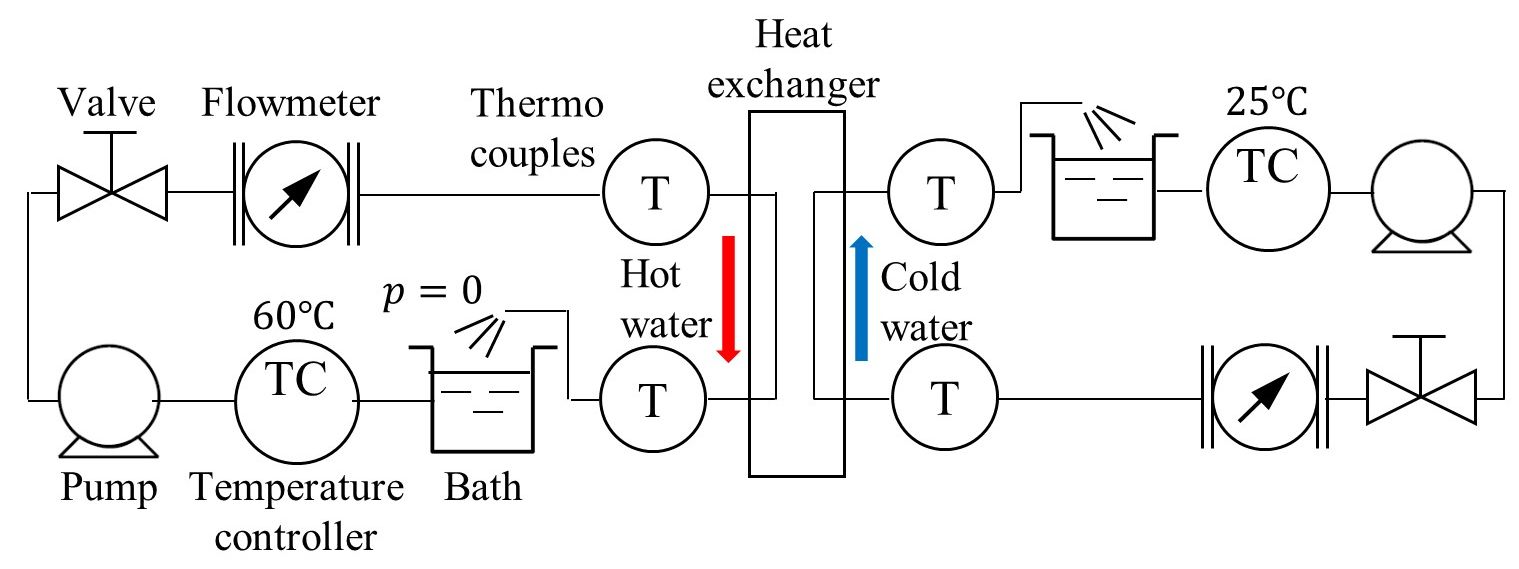 Heat
exchanger
Valve
Flowmeter
Thermo
couples
T
T
25°C
TC
Hot
water
Cold
water
p = 0
60°C
TC
T
T
Pump
Temperature
controller
Bath